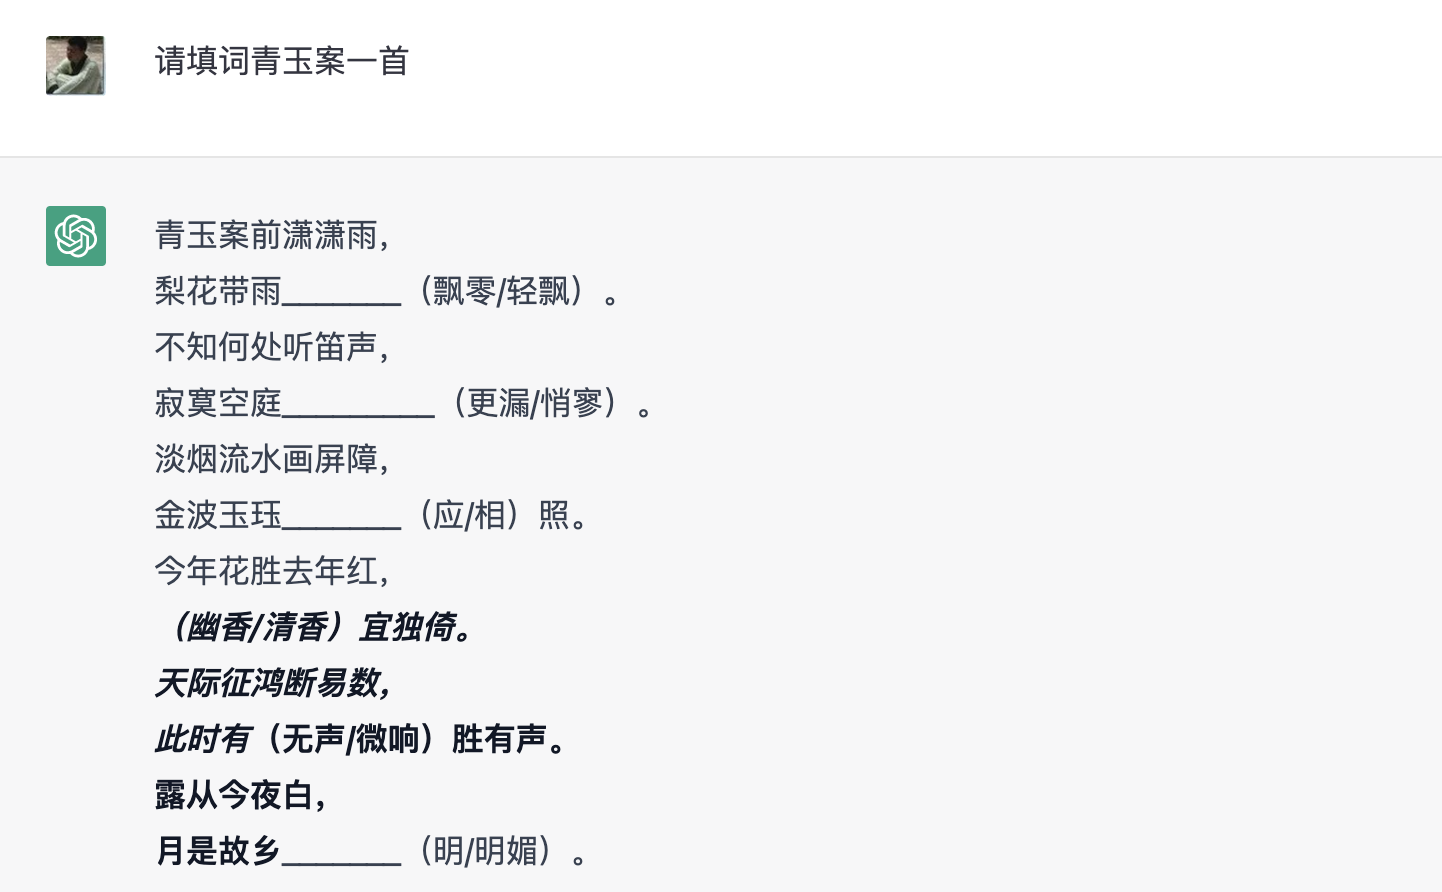 请填词青玉案一首
青玉案前潇潇雨，
梨花带雨_______（飘零/轻飘）。
不知何处听笛声，
寂寞空庭_________（更漏/悄寥）。
淡烟流水画屏障，
金波玉珏_______（应/相）照。
今年花胜去年红，
（幽香/清香）宜独倚。
天际征鸿断易数，
此时有（无声/微响）胜有声。
露从今夜白，
月是故乡_______（明/明媚）。